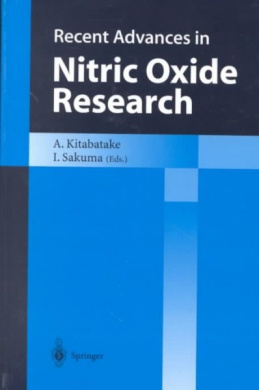 Recent Advances in
Nitric Oxide
Research
A. Kitabatake
I. Sakuma (Eds.)
Springer